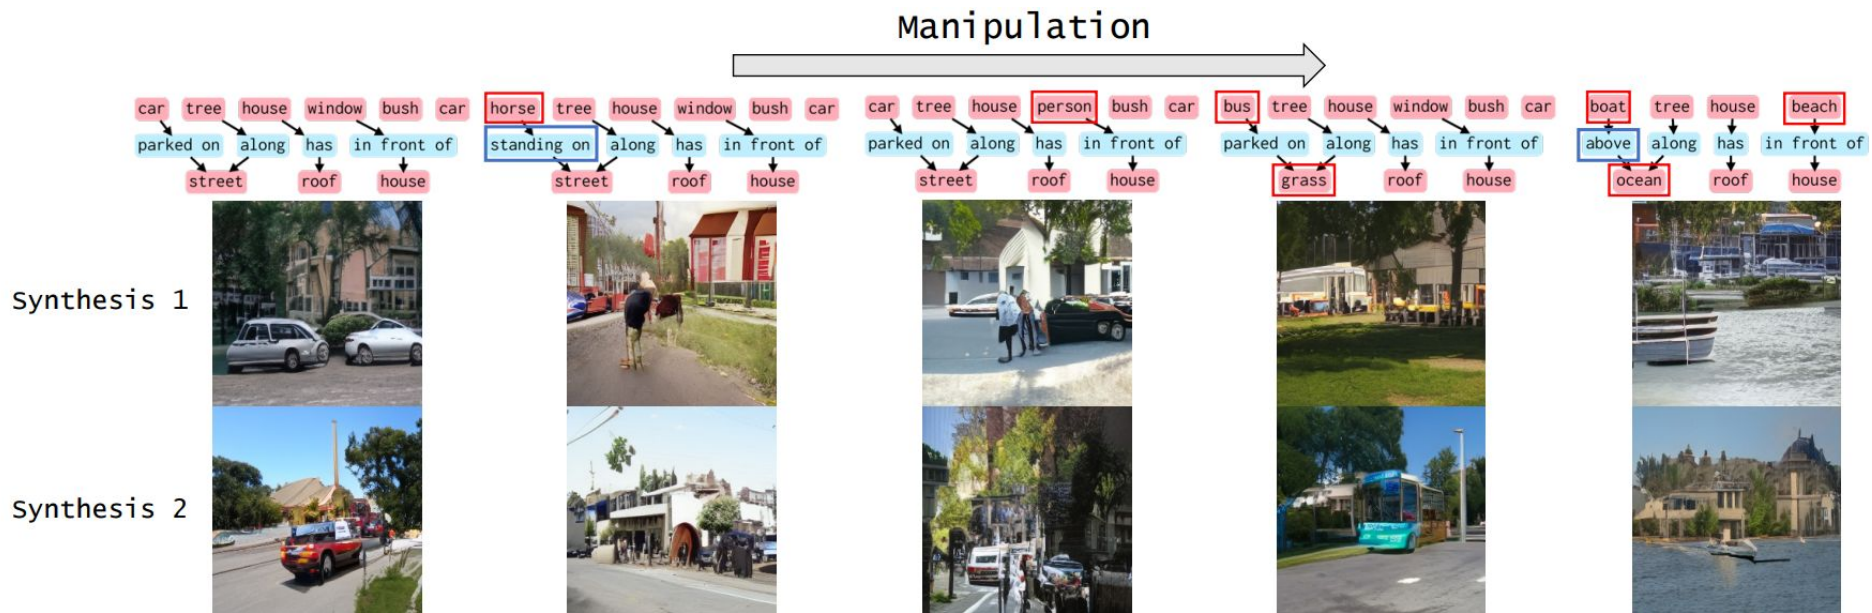 Manipulation
car tree house window bush car
parked on along has in front of
street roof house
horse tree house window bush car
standing on along has in front of
street roof house
car tree house person bush car
parked on along has in front of
street roof house
bus tree house window bush car
parked on along has in front of
grass roof house
boat tree house beach
above along has in front of
ocean roof house
Synthesis 1
Synthesis 2